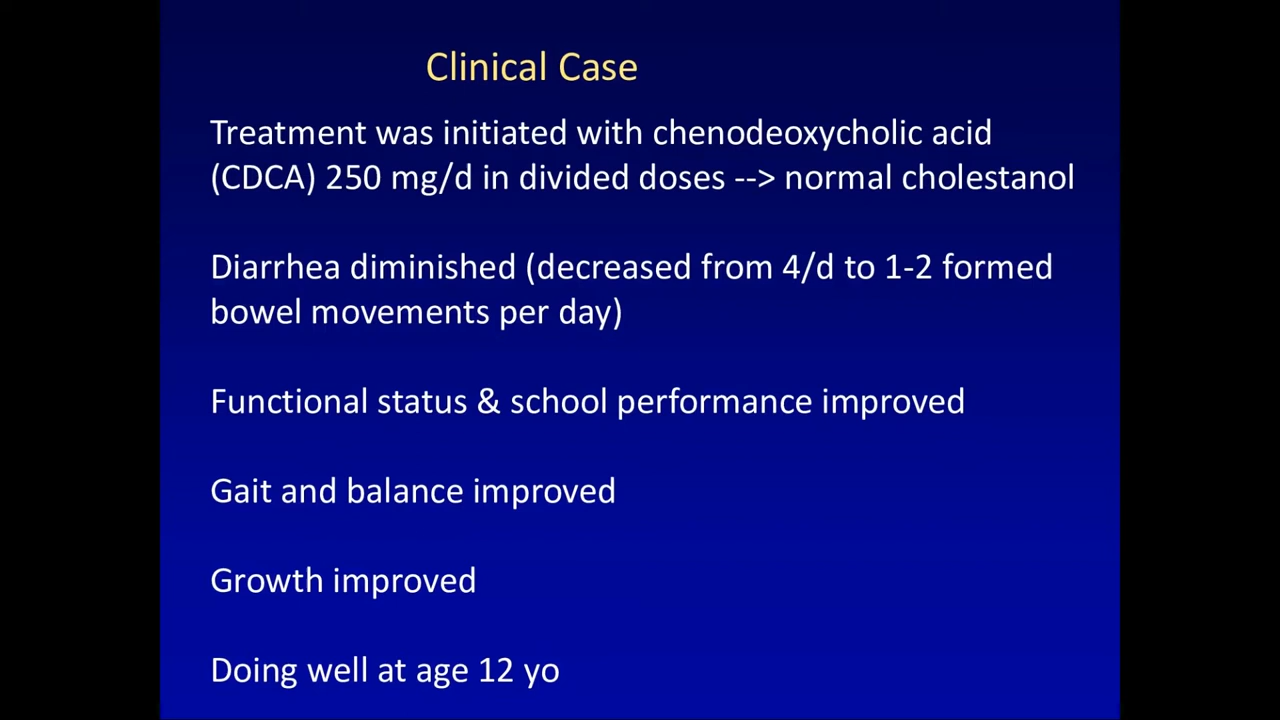 Clinical Case
Treatment was initiated with chenodeoxycholic acid
(CDCA) 250 mg/d in divided doses --> normal cholestanol
Diarrhea diminished (decreased from 4/d to 1-2 formed
bowel movements per day)
Functional status & school performance improved
Gait and balance improved
Growth improved
Doing well at age 12 yo